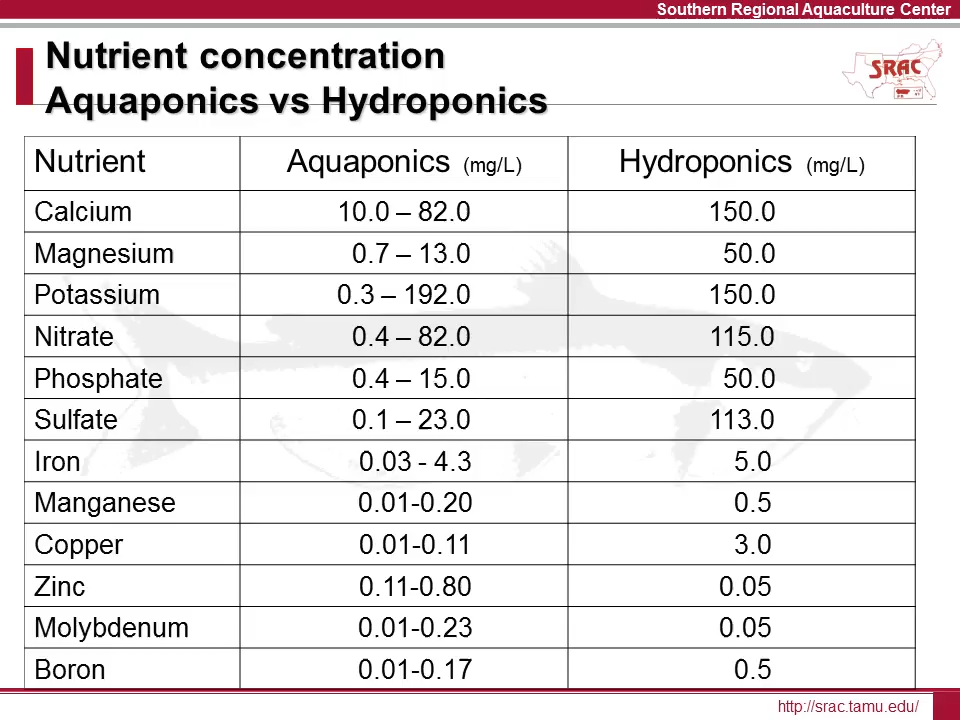 Southern Regional Aquaculture Center
Nutrient concentration
Aquaponics vs Hydroponics
SRAC
Nutrient Aquaponics (mg/L) Hydroponics (mg/L)
Calcium 10.0 – 82.0 150.0
Magnesium 0.7 – 13.0 50.0
Potassium 0.3 – 192.0 150.0
Nitrate 0.4 – 82.0 115.0
Phosphate 0.4 – 15.0 50.0
Sulfate 0.1 – 23.0 113.0
Iron 0.03 - 4.3 5.0
Manganese 0.01-0.20 0.5
Copper 0.01-0.11 3.0
Zinc 0.11-0.80 0.05
Molybdenum 0.01-0.23 0.05
Boron 0.01-0.17 0.5
http://srac.tamu.edu/